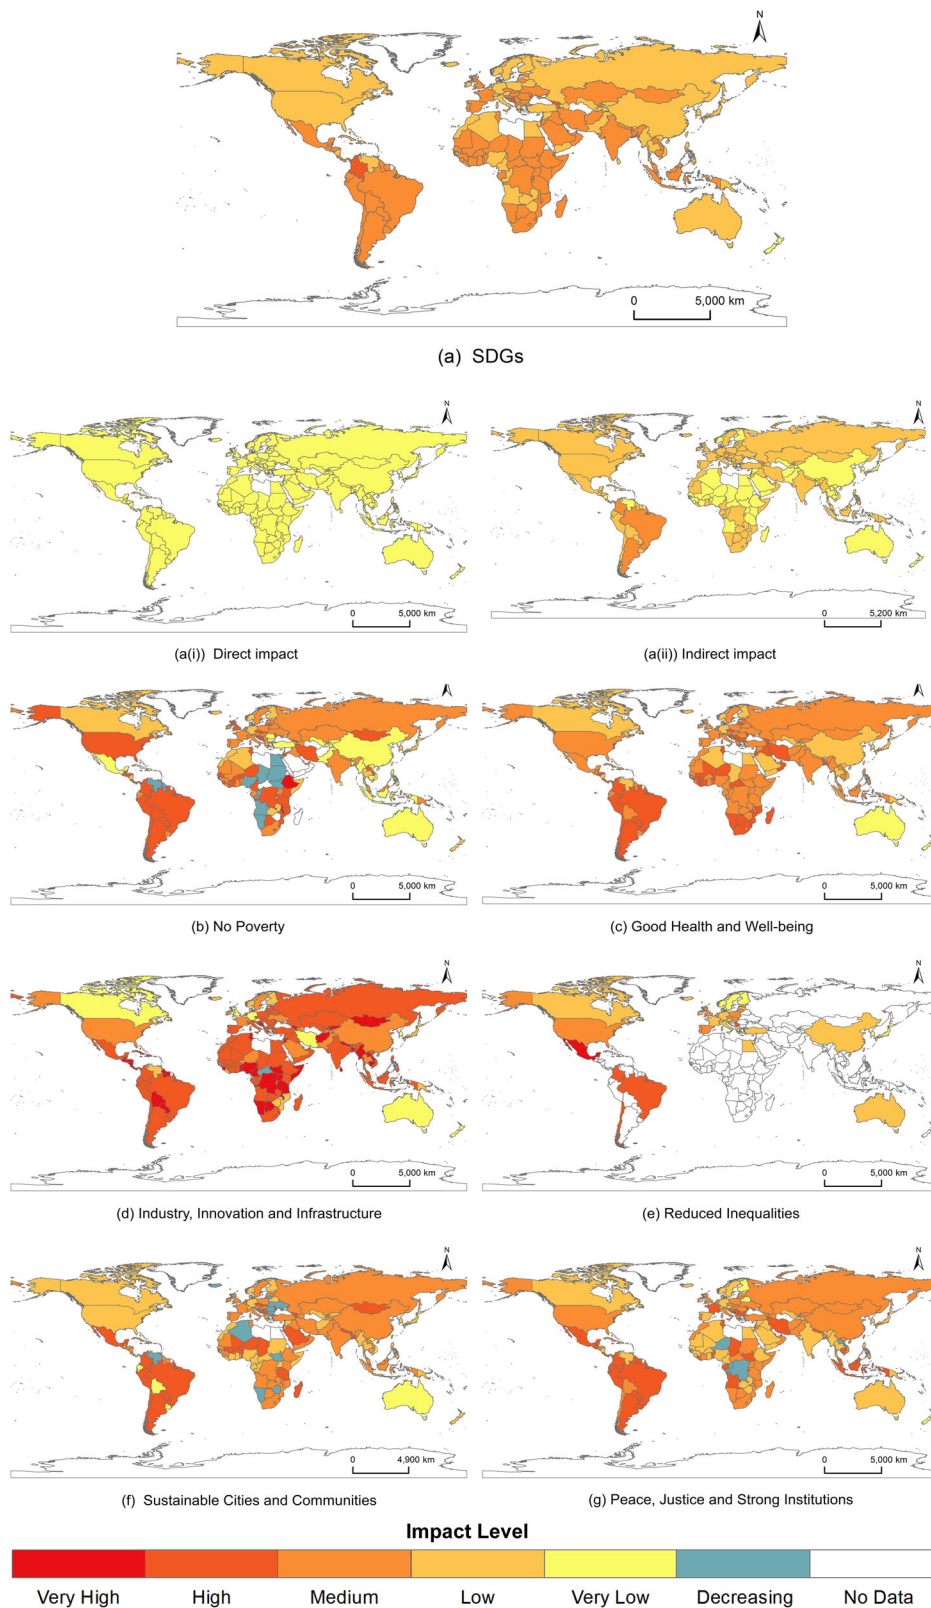 N
0 5,000 km
(a) SDGs
N
N
0 5,000 km
0 5,200 km
(a(i)) Direct impact
(a(ii)) Indirect impact
N
N
0 5,000 km
0 5,000 km
(b) No Poverty
(c) Good Health and Well-being
N
N
0 5,000 km
0 5,000 km
(d) Industry, Innovation and Infrastructure
(e) Reduced Inequalities
N
N
0 4,900 km
0 5,000 km
(f) Sustainable Cities and Communities
(g) Peace, Justice and Strong Institutions
Impact Level
Very High High Medium Low Very Low Decreasing No Data